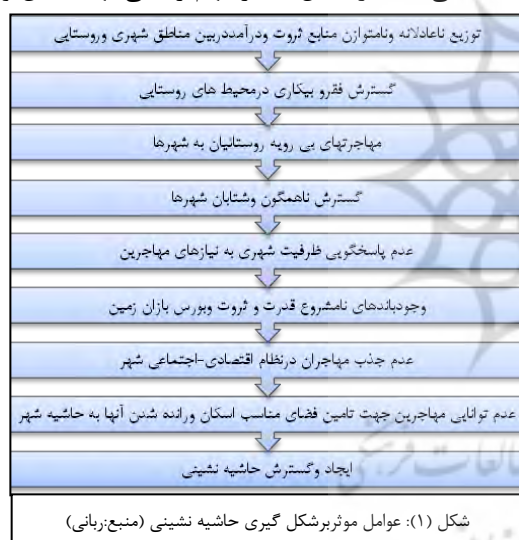 توزیع ناعادلانه ونامتوازن منابع ثروت ودرآمددربین مناطق شهری وروستایی
گسترش فقرو بیکاری درمحیط های روستایی
مهاجرتهای بی رویه روستائیان به شهرها
گسترش ناهمگون وشتابان شهرها
عدم پاسخگویی ظرفیت شهری به نیازهای مهاجرین
وجودباندهای نامشروع قدرت و ثروت وبورس بازان زمین
عدم جذب مهاجران درنظام اقتصادی-اجتماعی شهر
عدم توانایی مهاجرین جهت تامین فضای مناسب اسکان ورانده شدن آنها به حاشیه شهر
ایجاد وگسترش حاشیه نشینی
شکل (۱): عوامل موثربرشکل گیری حاشیه نشینی (منبع:ربانی)